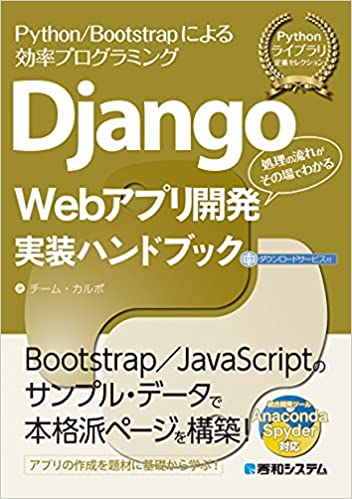 Python/Bootstrapによる
効率プログラミング
Python
ライブラリ
定番セレクション
Django
処理の流れが
その場でわかる
Webアプリ開発
実装ハンドブック
ダウンロードサービス付
チーム・カルポ
Bootstrap/JavaScriptの
サンプル・データで
本格派ページを構築!
統合開発ツール
Anaconda
Spyder
対応
アプリの作成を題材に基礎から学ぶ!
秀和システム